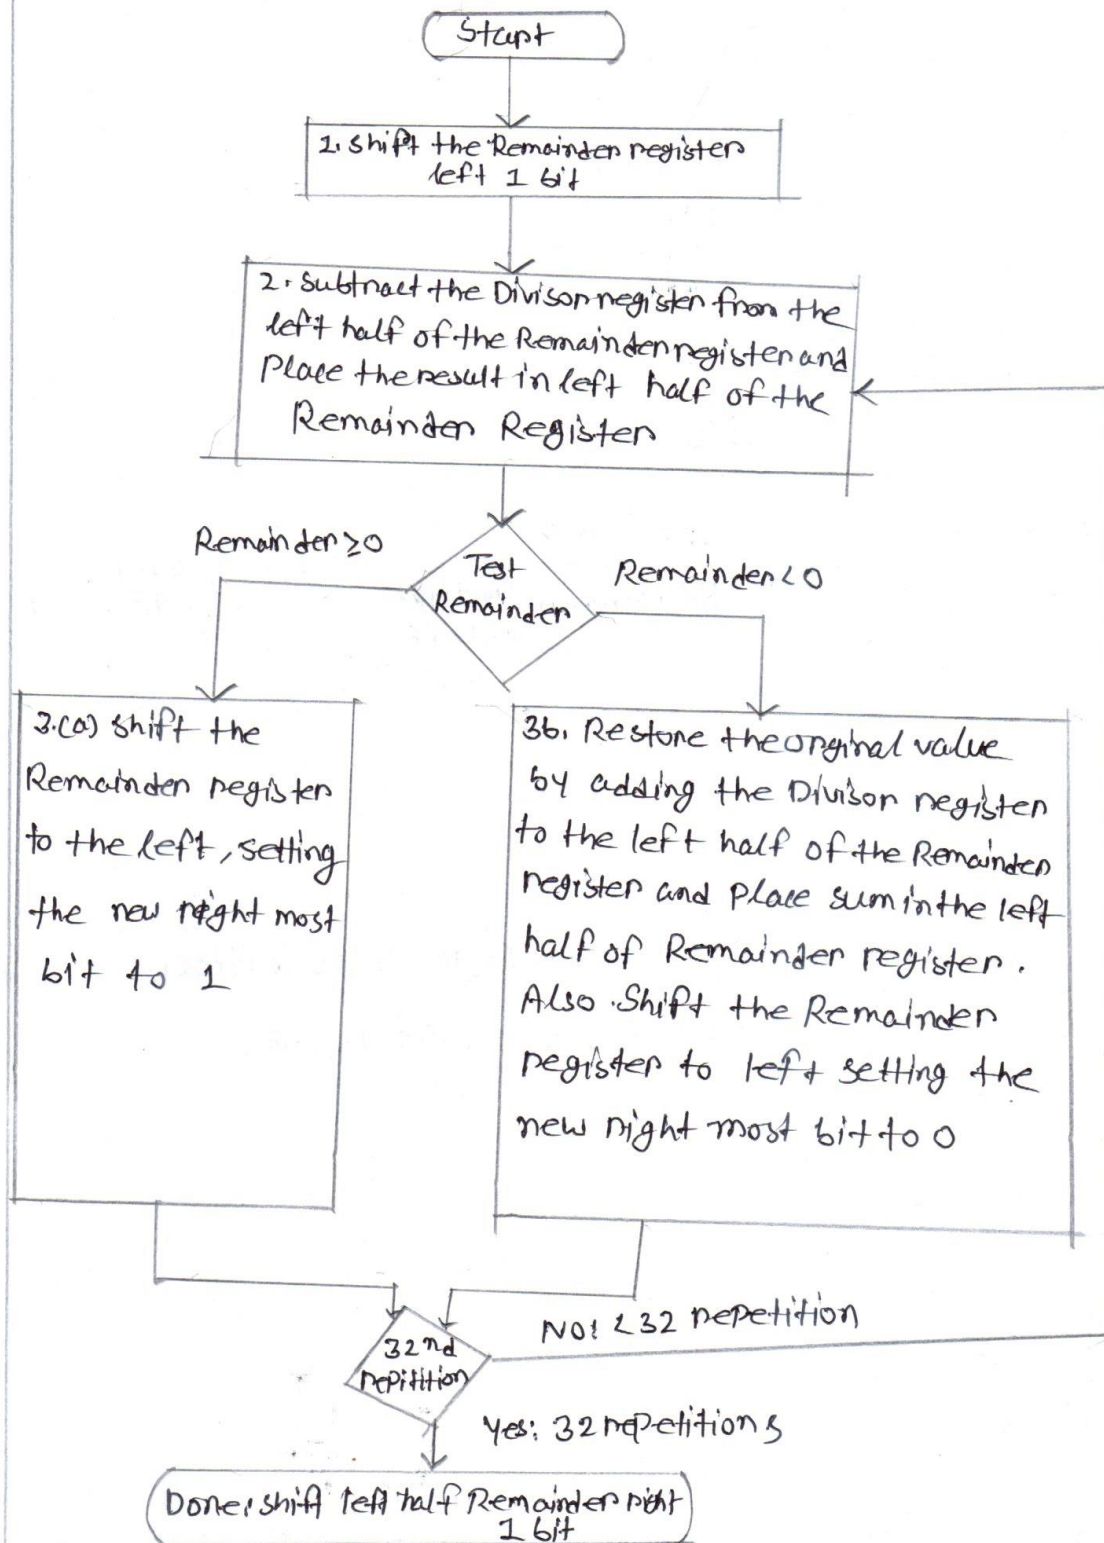 Start
1. Shift the Remainder register
left 1 bit
2. Subtract the Divisor register from the
left half of the Remainder register and
Place the result in left half of the
Remainder Register
Remainder ≥ 0
Test
Remainder
Remainder < 0
3.(a) shift the
Remainder register
to the left, setting
the new right most
bit to 1
3b. Restore the orginal value
by adding the Divisor register
to the left half of the Remainder
register and Place sum in the left
half of Remainder register.
Also Shift the Remainder
register to left setting the
new right most bit to 0
32nd
repitition
No: < 32 repetition
Yes: 32 repetitions
Done: shift left half Remainder right
1 bit